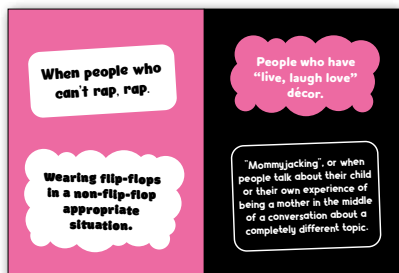 When people who
can't rap, rap.
Wearing flip-flops
in a non-flip-flop
appropriate
situation.
People who have
"live, laugh love"
décor.
"Mommyjacking", or when
people talk about their child
or their own experience of
being a mother in the middle
of a conversation about a
completely different topic.